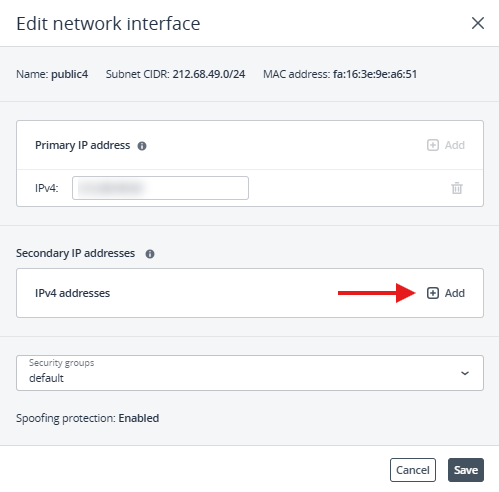 Edit network interface
Name: public4 Subnet CIDR: 212.68.49.0/24 MAC address: fa:16:3e:9e:a6:51
Primary IP address Add
IPv4:
Secondary IP addresses
IPv4 addresses Add
Security groups
default
Spoofing protection: Enabled
Cancel Save